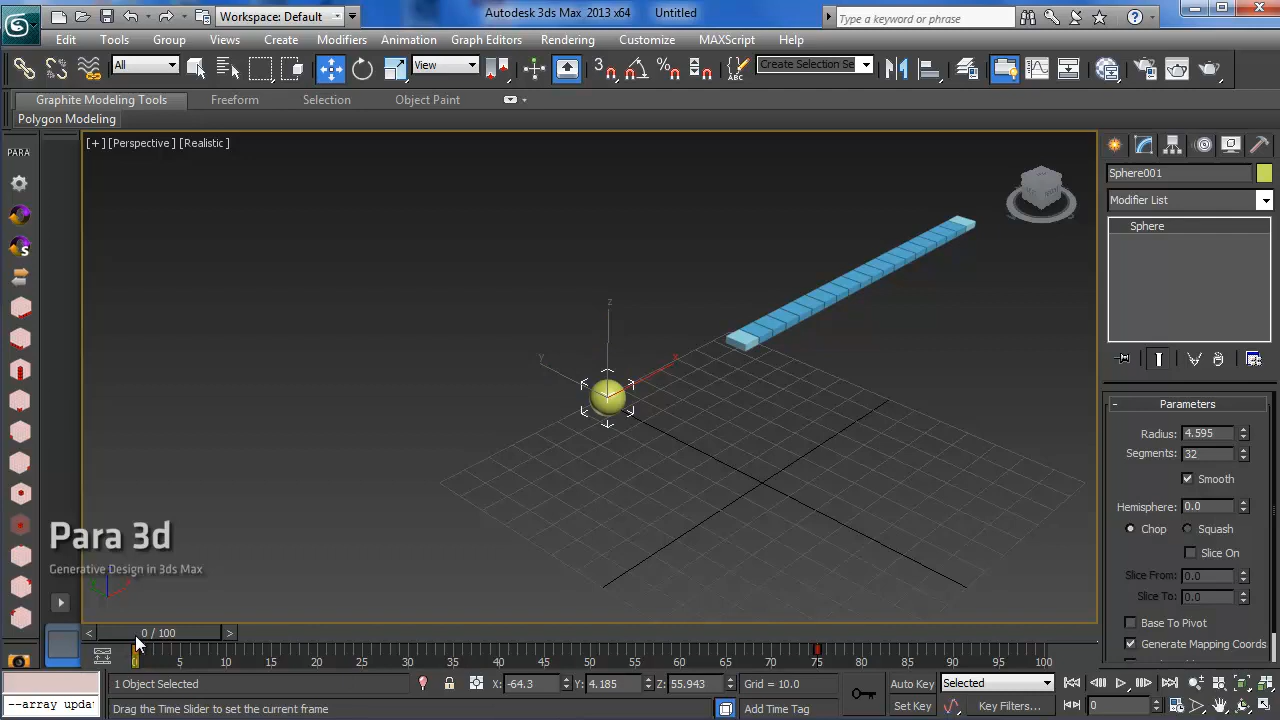 Workspace: Default
Autodesk 3ds Max 2013 x64 Untitled
Type a keyword or phrase
Edit Tools Group Views Create Modifiers Animation Graph Editors Rendering Customize MAXScript Help
All
View
3
Create Selection Se
Graphite Modeling Tools Freeform Selection Object Paint
Polygon Modeling
PARA
[+] [Perspective] [Realistic]
z
y
x
Sphere001
Modifier List
Sphere
Parameters
Radius: 4.595
Segments: 32
Smooth
Hemisphere: 0.0
Chop Squash
Slice On
Slice From: 0.0
Slice To: 0.0
Base To Pivot
Generate Mapping Coords
Para 3d
Generative Design in 3ds Max
< 0 / 100 >
0 5 10 15 20 25 30 35 40 45 50 55 60 65 70 75 80 85 90 95 100
1 Object Selected X: -64.3 Y: 4.185 Z: 55.943 Grid = 10.0 Auto Key Selected
--array upda Drag the Time Slider to set the current frame Add Time Tag Set Key Key Filters... 0